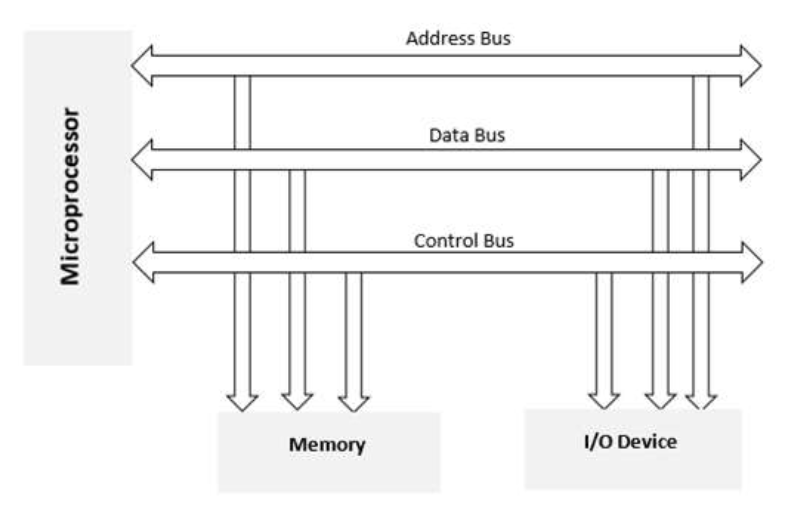 Address Bus
Data Bus
Control Bus
Microprocessor
Memory
I/O Device